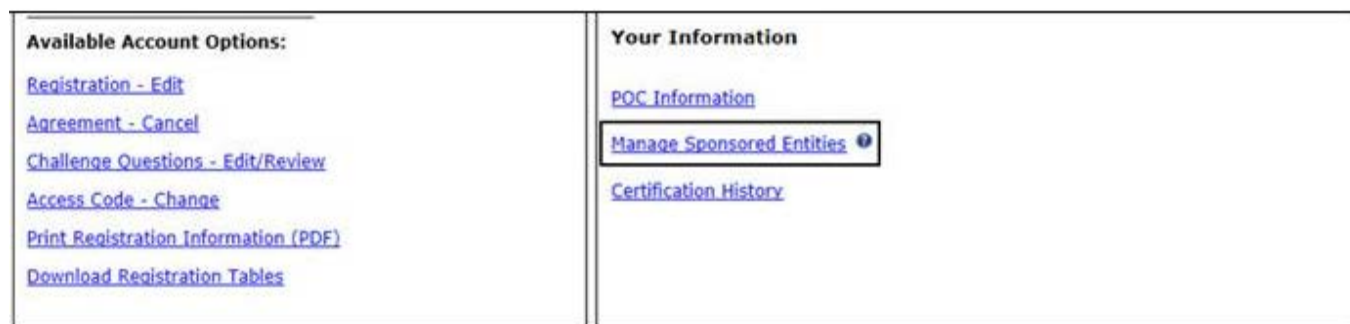 Available Account Options:
Registration - Edit
Agreement - Cancel
Challenge Questions - Edit/Review
Access Code - Change
Print Registration Information (PDF)
Download Registration Tables
Your Information
POC Information
Manage Sponsored Entities ?
Certification History